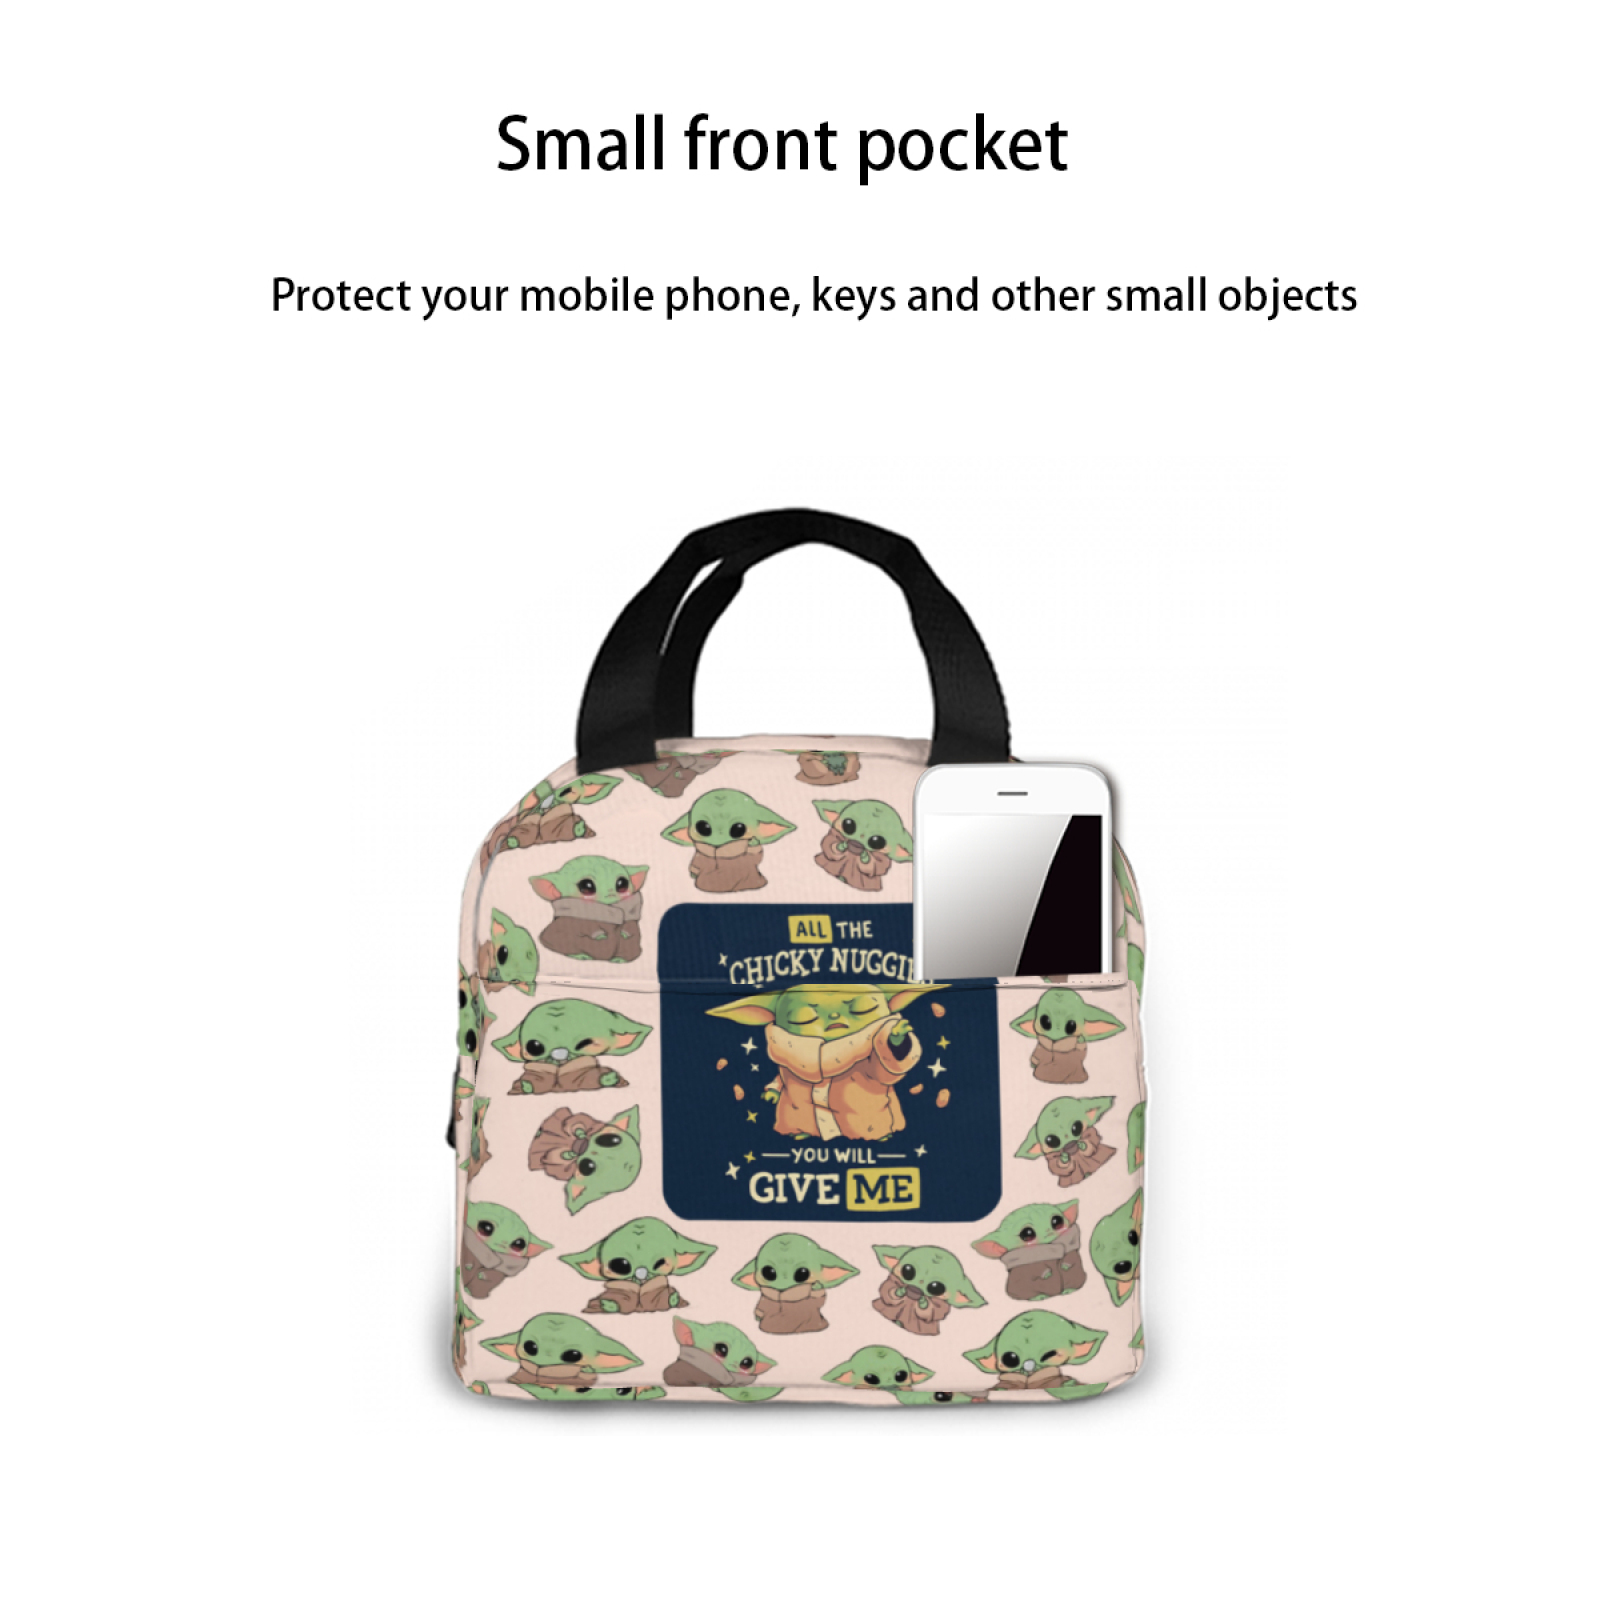 Small front pocket
Protect your mobile phone, keys and other small objects
ALL THE
CHICKY
YOU WILL
GIVE ME